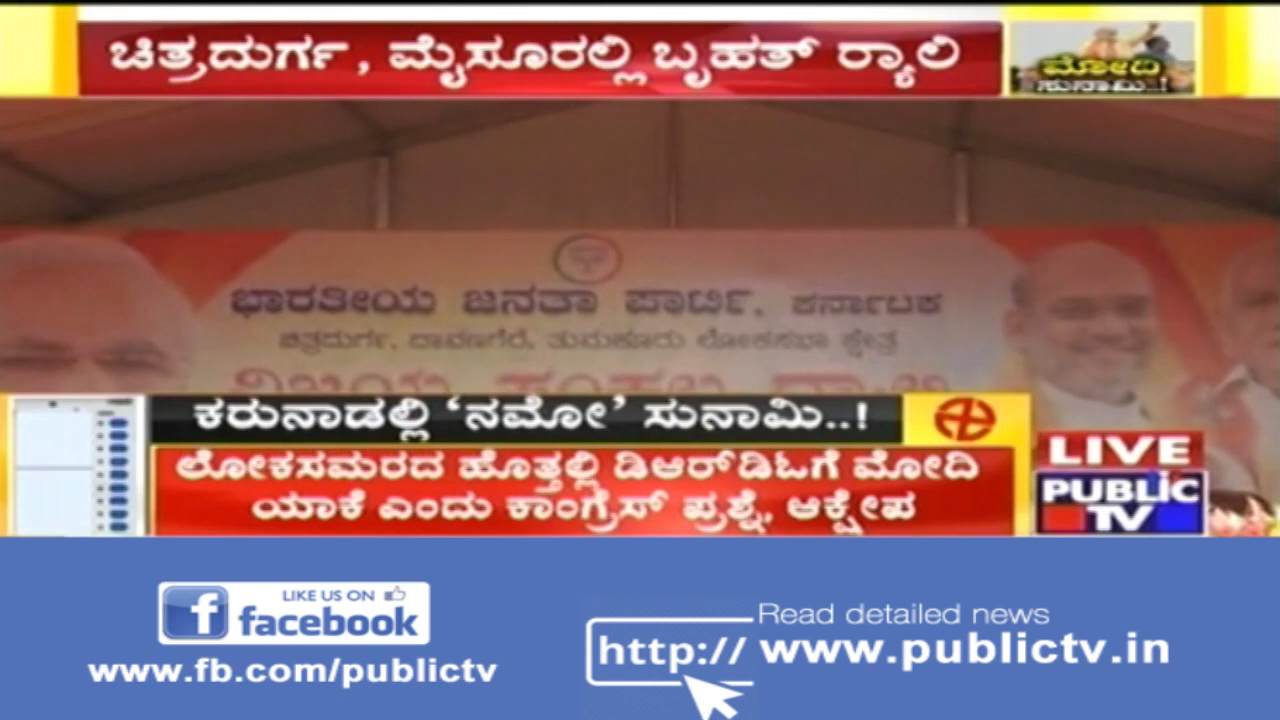 ಚಿತ್ರದುರ್ಗ, ಮೈಸೂರಲ್ಲಿ ಬೃಹತ್ ರ‍್ಯಾಲಿ
ಮೋದಿ
ಸುನಾಮಿ..!
ಭಾರತೀಯ ಜನತಾ ಪಾರ್ಟಿ, ಕರ್ನಾಟಕ
ಚಿತ್ರದುರ್ಗ, ದಾವಣಗೆರೆ, ತುಮಕೂರು ಲೋಕಸಭಾ ಕ್ಷೇತ್ರ
ವಿಜಯ ಸಂಕಲ್ಪ
ಕರುನಾಡಲ್ಲಿ ‘ನಮೋ’ ಸುನಾಮಿ..!
ಲೋಕಸಮರದ ಹೊತ್ತಲ್ಲಿ ಡಿಆರ್‌ಡಿಓಗೆ ಮೋದಿ
ಯಾಕೆ ಎಂದು ಕಾಂಗ್ರೆಸ್ ಪ್ರಶ್ನೆ, ಆಕ್ಷೇಪ
LIVE
PUBLiC
TV
LIKE US ON
facebook
www.fb.com/publictv
Read detailed news
http:// www.publictv.in